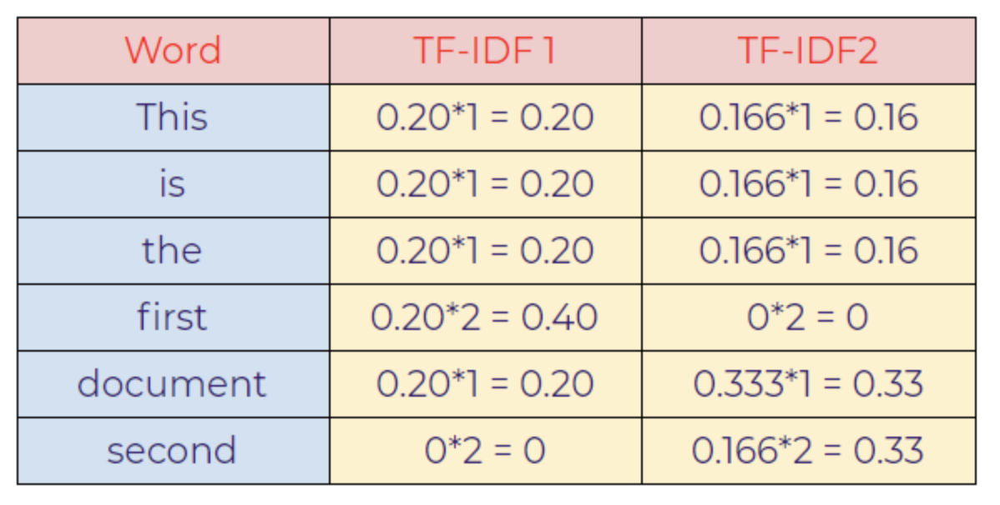 Word TF-IDF 1 TF-IDF2
This 0.20*1 = 0.20 0.166*1 = 0.16
is 0.20*1 = 0.20 0.166*1 = 0.16
the 0.20*1 = 0.20 0.166*1 = 0.16
first 0.20*2 = 0.40 0*2 = 0
document 0.20*1 = 0.20 0.333*1 = 0.33
second 0*2 = 0 0.166*2 = 0.33